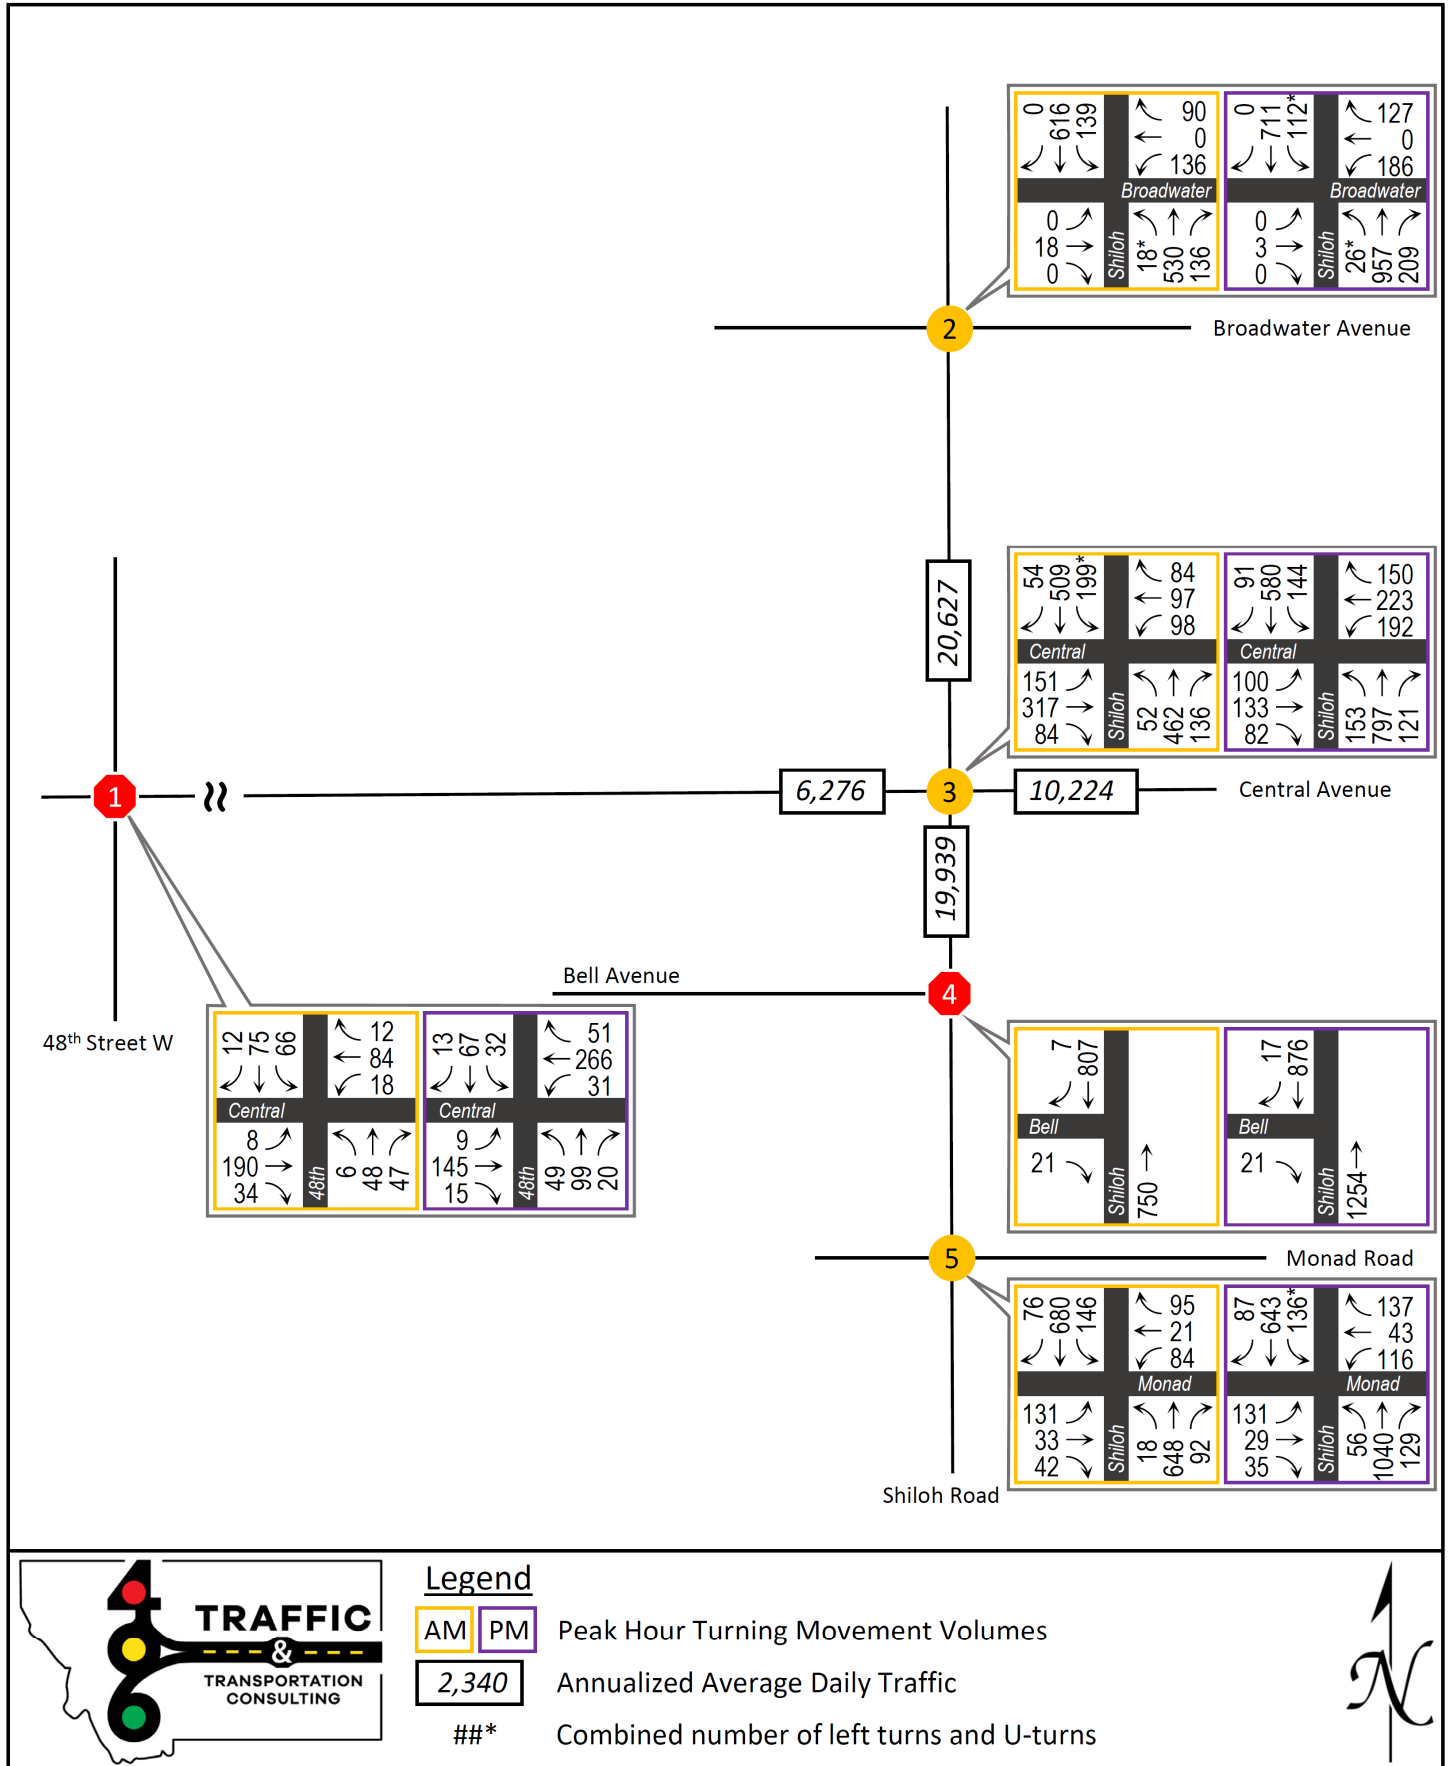 0 616 139
90
0
136
Broadwater
0
18
0
Shiloh
18* 530 136
0 711 112*
127
0
186
Broadwater
0
3
0
Shiloh
26* 957 209
2
Broadwater Avenue
20,627
54 509 199*
84
97
98
Central
151
317
84
Shiloh
52 462 136
91 580 144
150
223
192
Central
100
133
82
Shiloh
153 797 121
1
6,276
3
10,224
Central Avenue
19,939
Bell Avenue
4
48th Street W
12 75 66
12
84
18
Central
8
190
34
48th
6 48 47
13 67 32
51
266
31
Central
9
145
15
48th
49 99 20
7 807
Bell
21
Shiloh
750
17 876
Bell
21
Shiloh
1254
5
Monad Road
76 680 146
95
21
84
Monad
131
33
42
Shiloh
18 648 92
87 643 136*
137
43
116
Monad
131
29
35
Shiloh
56 1040 129
Shiloh Road
406
TRAFFIC
&
TRANSPORTATION
CONSULTING
Legend
AM PM Peak Hour Turning Movement Volumes
2,340 Annualized Average Daily Traffic
##* Combined number of left turns and U-turns
N